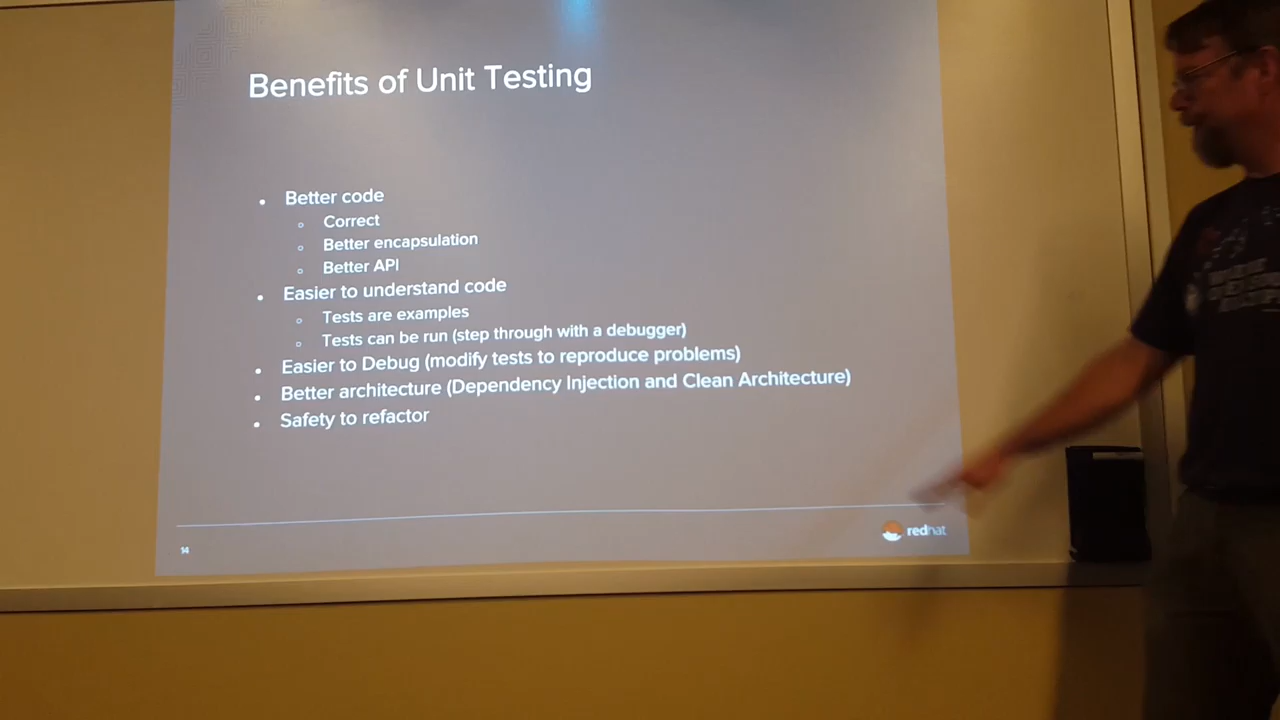 Benefits of Unit Testing
• Better code
◦ Correct
◦ Better encapsulation
◦ Better API
• Easier to understand code
◦ Tests are examples
◦ Tests can be run (step through with a debugger)
• Easier to Debug (modify tests to reproduce problems)
• Better architecture (Dependency Injection and Clean Architecture)
• Safety to refactor
14
redhat